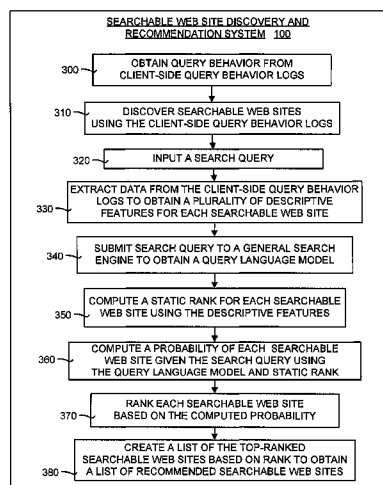 SEARCHABLE WEB SITE DISCOVERY AND
RECOMMENDATION SYSTEM 100
300
OBTAIN QUERY BEHAVIOR FROM
CLIENT-SIDE QUERY BEHAVIOR LOGS
310
DISCOVER SEARCHABLE WEB SITES
USING THE CLIENT-SIDE QUERY BEHAVIOR LOGS
320
INPUT A SEARCH QUERY
330
EXTRACT DATA FROM THE CLIENT-SIDE QUERY BEHAVIOR
LOGS TO OBTAIN A PLURALITY OF DESCRIPTIVE
FEATURES FOR EACH SEARCHABLE WEB SITE
340
SUBMIT SEARCH QUERY TO A GENERAL SEARCH
ENGINE TO OBTAIN A QUERY LANGUAGE MODEL
350
COMPUTE A STATIC RANK FOR EACH SEARCHABLE
WEB SITE USING THE DESCRIPTIVE FEATURES
360
COMPUTE A PROBABILITY OF EACH SEARCHABLE
WEB SITE GIVEN THE SEARCH QUERY USING
THE QUERY LANGUAGE MODEL AND STATIC RANK
370
RANK EACH SEARCHABLE WEB SITE
BASED ON THE COMPUTED PROBABILITY
380
CREATE A LIST OF THE TOP-RANKED
SEARCHABLE WEB SITES BASED ON RANK TO OBTAIN
A LIST OF RECOMMENDED SEARCHABLE WEB SITES